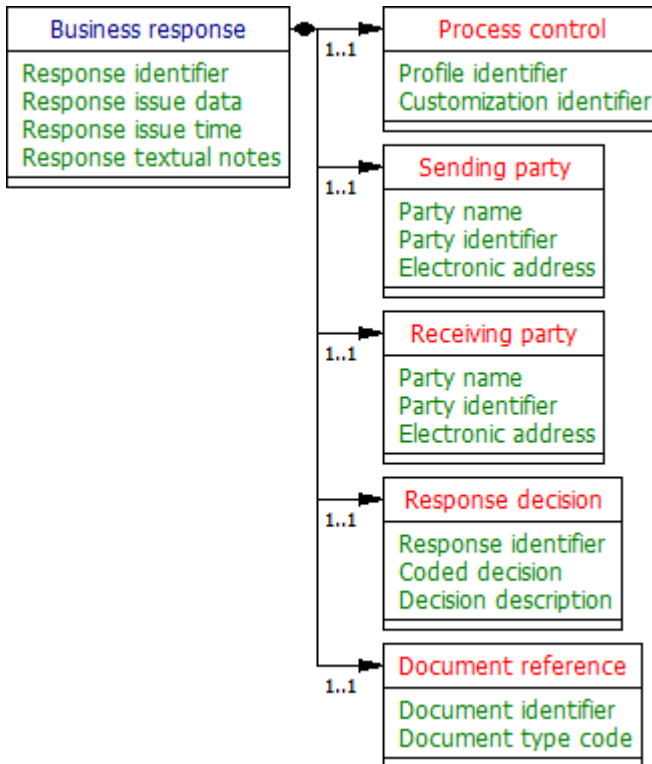 Business response
Response identifier
Response issue data
Response issue time
Response textual notes
1..1
Process control
Profile identifier
Customization identifier
1..1
Sending party
Party name
Party identifier
Electronic address
1..1
Receiving party
Party name
Party identifier
Electronic address
1..1
Response decision
Response identifier
Coded decision
Decision description
1..1
Document reference
Document identifier
Document type code